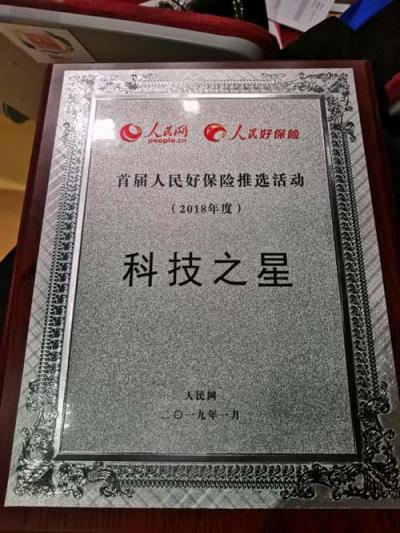 人民网 人民好保险
people.cn
首届人民好保险推选活动
（2018年度）
科技之星
人民网
二〇一九年一月